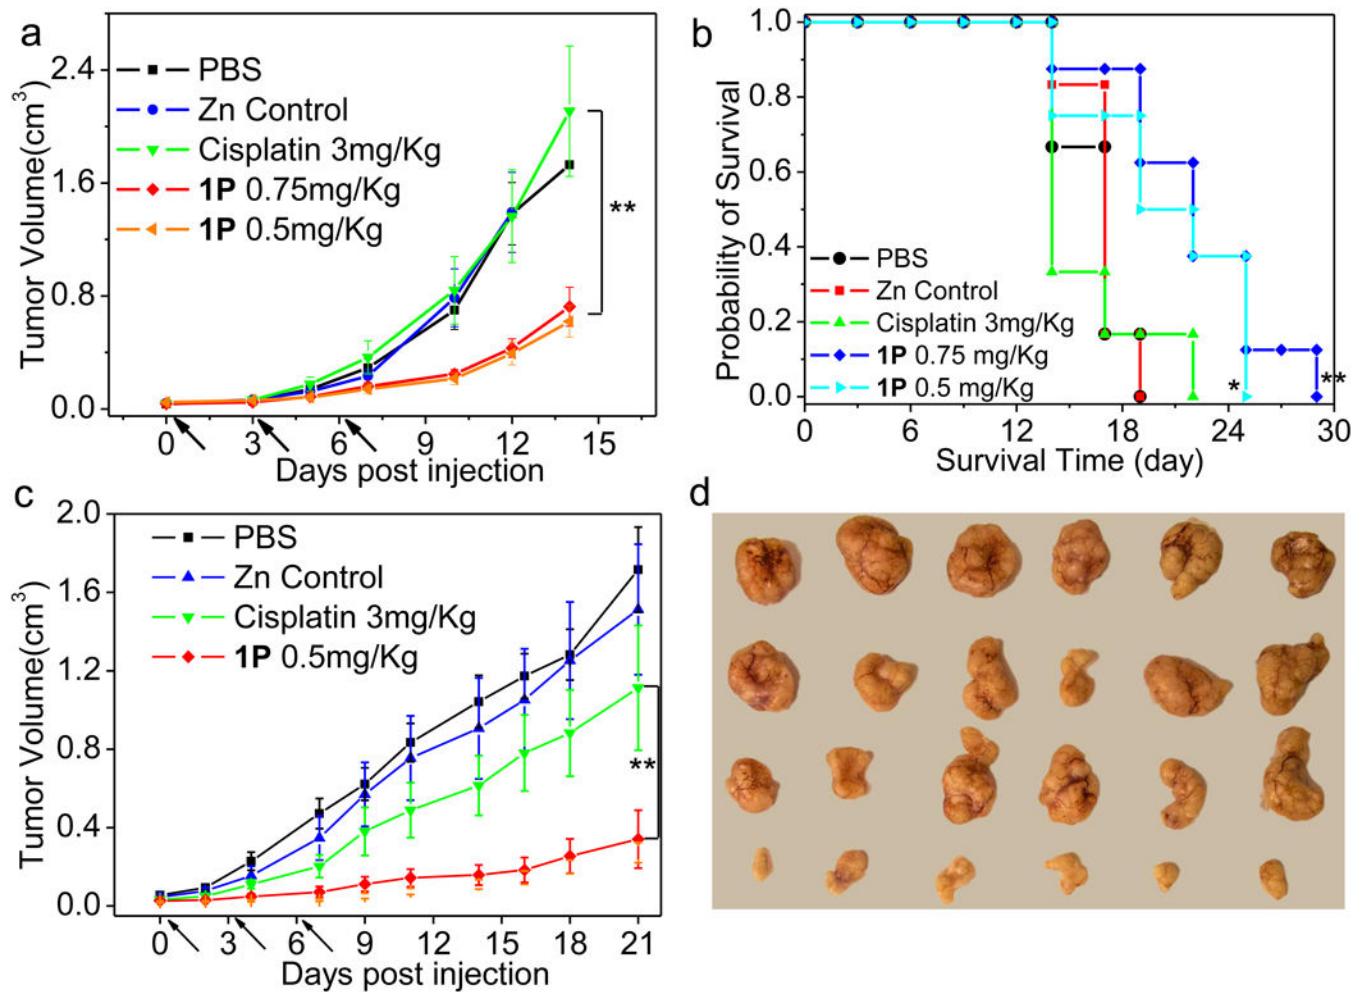 a
Tumor Volume(cm³)
2.4
1.6
0.8
0.0
PBS
Zn Control
Cisplatin 3mg/Kg
1P 0.75mg/Kg
1P 0.5mg/Kg
**
0 3 6 9 12 15
Days post injection
b
Probability of Survival
1.0
0.8
0.6
0.4
0.2
0.0
PBS
Zn Control
Cisplatin 3mg/Kg
1P 0.75 mg/Kg
1P 0.5 mg/Kg
* **
0 6 12 18 24 30
Survival Time (day)
c
Tumor Volume(cm³)
2.0
1.6
1.2
0.8
0.4
0.0
PBS
Zn Control
Cisplatin 3mg/Kg
1P 0.5mg/Kg
**
0 3 6 9 12 15 18 21
Days post injection
d